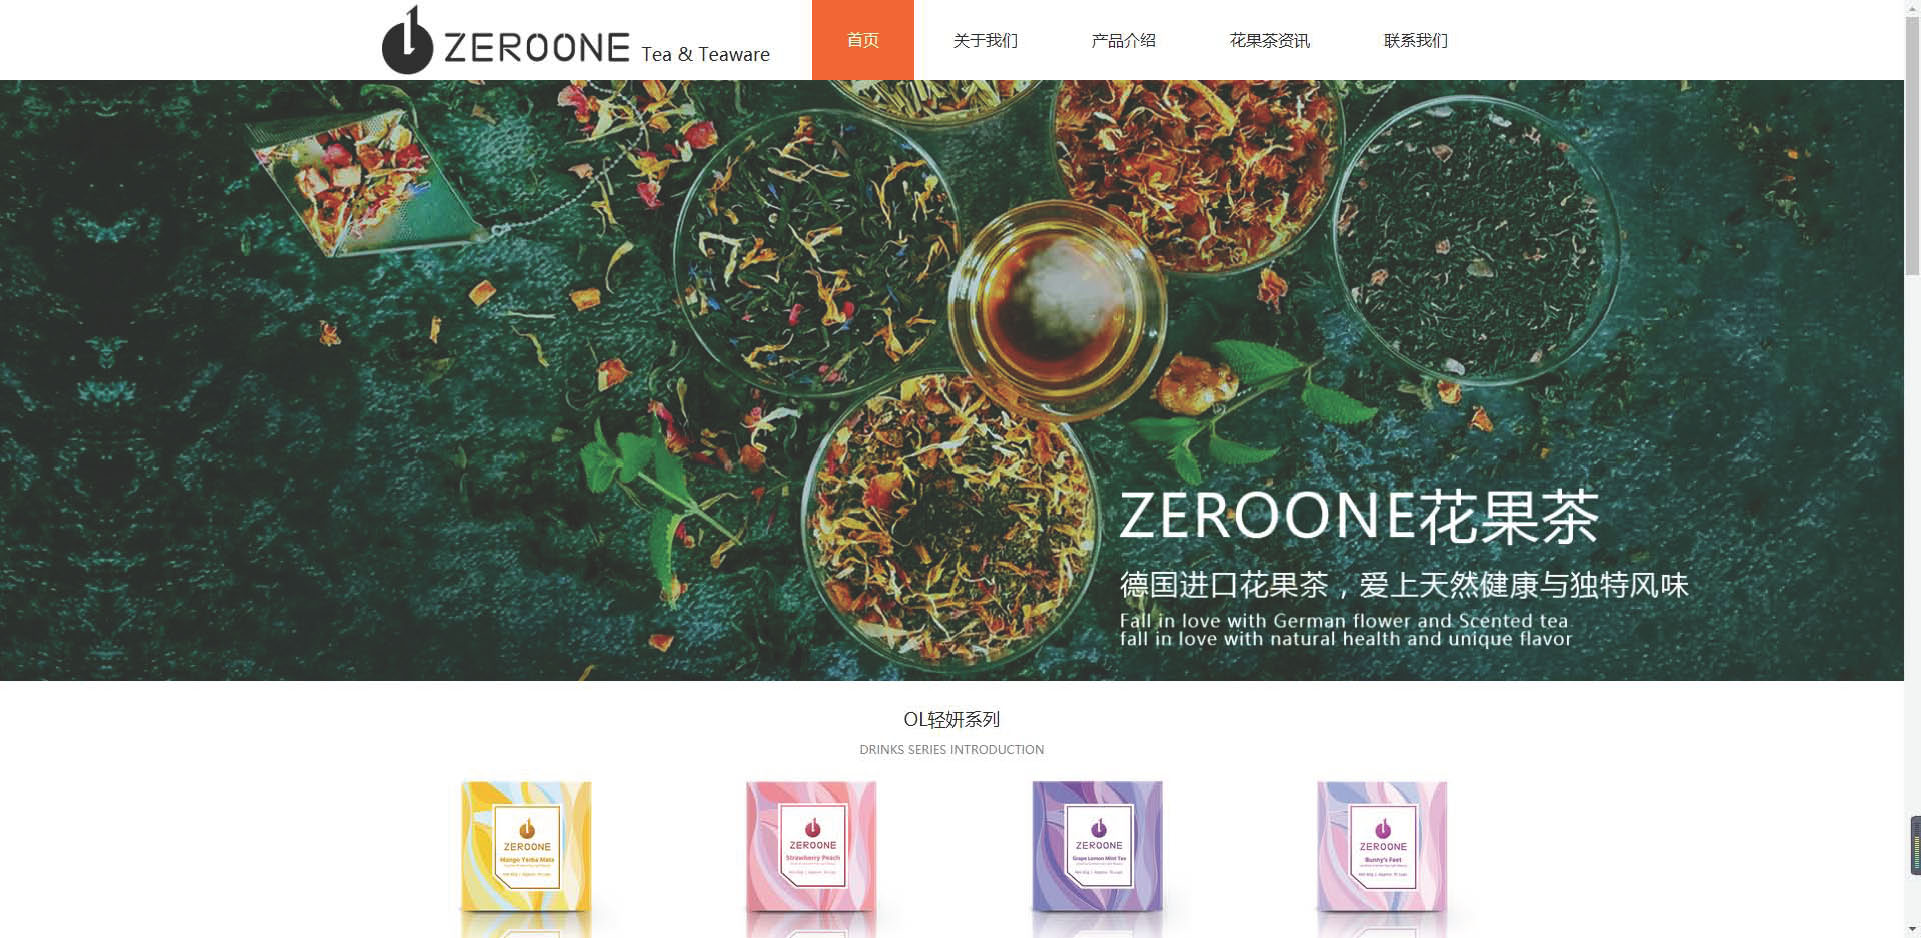 ZEROONE Tea & Teaware
首页 关于我们 产品介绍 花果茶资讯 联系我们
ZEROONE花果茶
德国进口花果茶，爱上天然健康与独特风味
Fall in love with German flower and Scented tea
fall in love with natural health and unique flavor
OL轻妍系列
DRINKS SERIES INTRODUCTION
ZEROONE
Mango Yerba Mate
ZEROONE
Strawberry Peach
ZEROONE
Grape Lemon Mint Tea
ZEROONE
Bunny's Feet